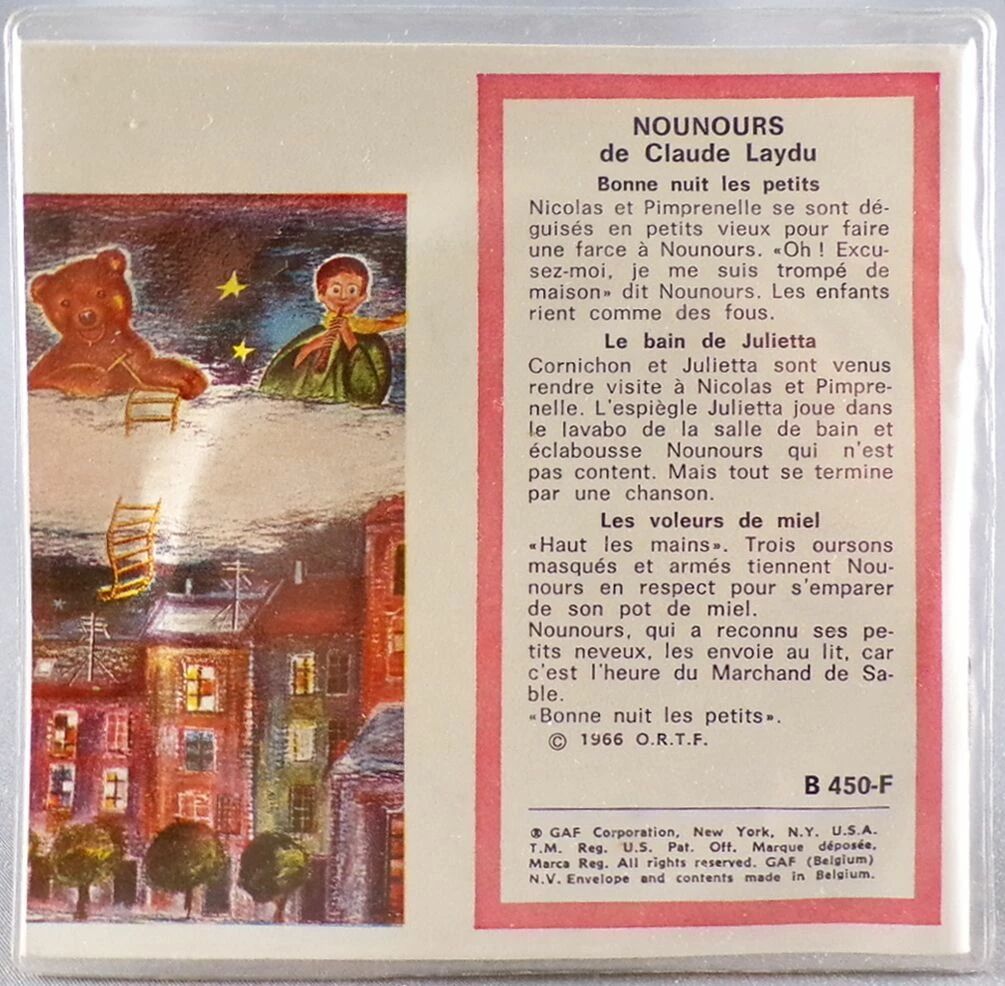 NOUNOURS
de Claude Laydu
Bonne nuit les petits
Nicolas et Pimprenelle se sont dé-
guisés en petits vieux pour faire
une farce à Nounours. «Oh ! Excu-
sez-moi, je me suis trompé de
maison» dit Nounours. Les enfants
rient comme des fous.
Le bain de Julietta
Cornichon et Julietta sont venus
rendre visite à Nicolas et Pimpre-
nelle. L'espiègle Julietta joue dans
le lavabo de la salle de bain et
éclabousse Nounours qui n'est
pas content. Mais tout se termine
par une chanson.
Les voleurs de miel
«Haut les mains». Trois oursons
masqués et armés tiennent Nou-
nours en respect pour s'emparer
de son pot de miel.
Nounours, qui a reconnu ses pe-
tits neveux, les envoie au lit, car
c'est l'heure du Marchand de Sa-
ble.
«Bonne nuit les petits».
© 1966 O.R.T.F.
B 450-F
® GAF Corporation, New York, N.Y. U.S.A.
T.M. Reg. U.S. Pat. Off. Marque déposée.
Marca Reg. All rights reserved. GAF (Belgium)
N.V. Envelope and contents made in Belgium.